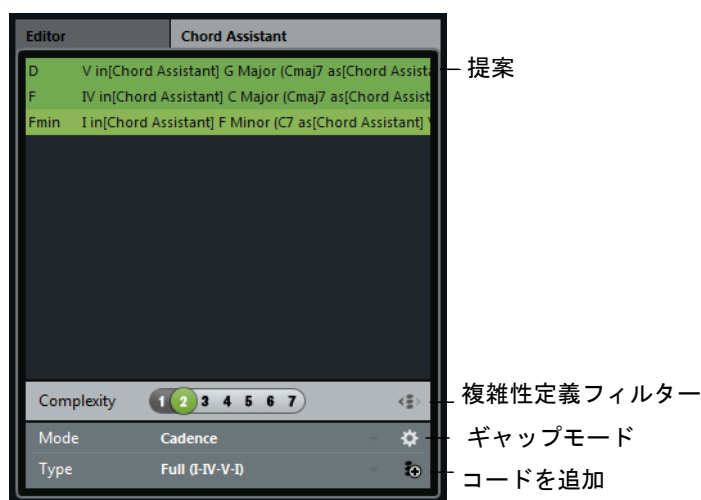 Editor
Chord Assistant
D V in[Chord Assistant] G Major (Cmaj7 as[Chord Assista
提案
F IV in[Chord Assistant] C Major (Cmaj7 as[Chord Assist
Fmin I in[Chord Assistant] F Minor (C7 as[Chord Assistant]
Complexity 1 2 3 4 5 6 7
複雑性定義フィルター
Mode Cadence
ギャップモード
Type Full (I-IV-V-I)
コードを追加